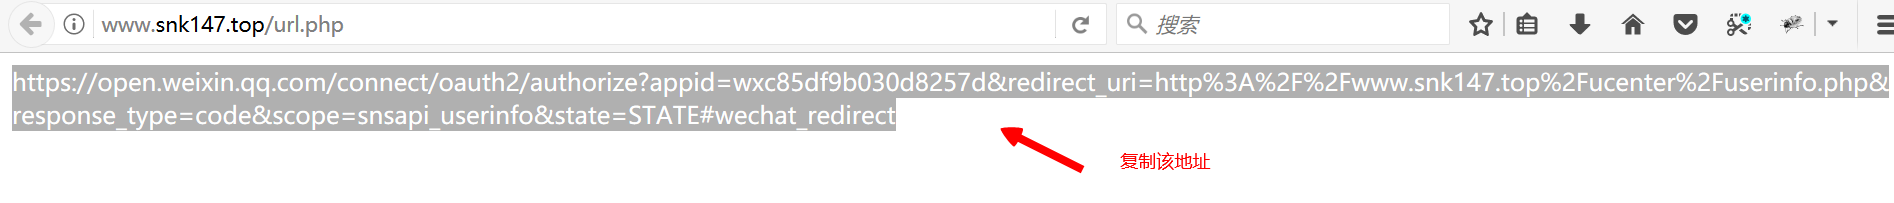 www.snk147.top/url.php
搜索
https://open.weixin.qq.com/connect/oauth2/authorize?appid=wxc85df9b030d8257d&redirect_uri=http%3A%2F%2Fwww.snk147.top%2Fucenter%2Fuserinfo.php&
response_type=code&scope=snsapi_userinfo&state=STATE#wechat_redirect
复制该地址